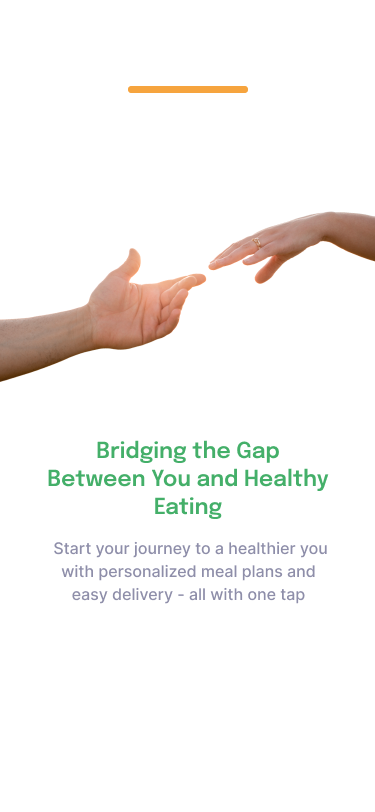 Bridging the Gap
Between You and Healthy
Eating
Start your journey to a healthier you
with personalized meal plans and
easy delivery - all with one tap